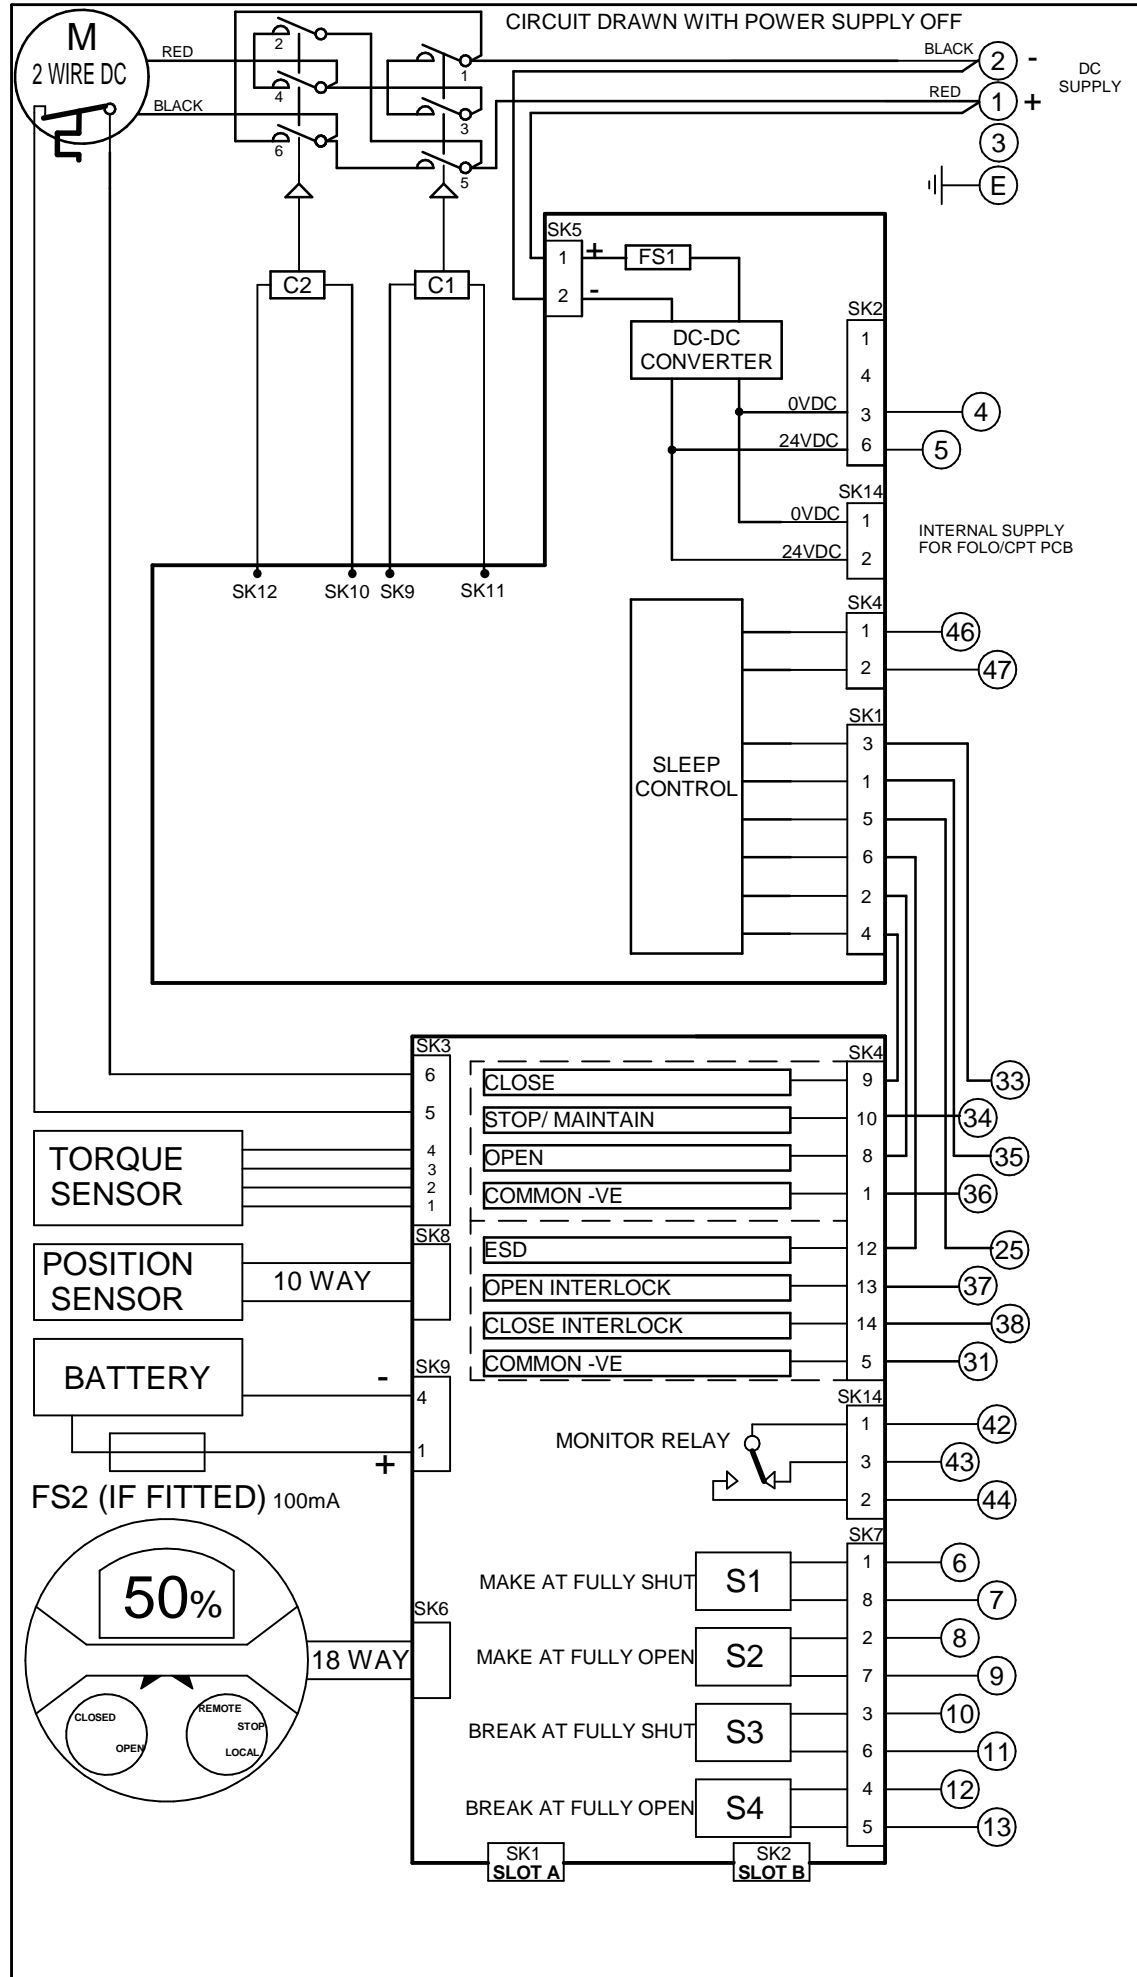 CIRCUIT DRAWN WITH POWER SUPPLY OFF
M
2 WIRE DC
RED
BLACK
2
4
6
1
3
5
BLACK
2 -
RED
1 +
DC
SUPPLY
3
E
C2
C1
SK5
1 +
2 -
FS1
DC-DC
CONVERTER
SK2
1
4
0VDC 3 4
24VDC 6 5
SK14
0VDC 1
24VDC 2
INTERNAL SUPPLY
FOR FOLO/CPT PCB
SK12 SK10 SK9 SK11
SLEEP
CONTROL
SK4
1 46
2 47
SK1
3
1
5
6
2
4
SK3
6
5
4
3
2
1
TORQUE
SENSOR
SK8
POSITION
SENSOR
10 WAY
BATTERY
-
+
SK9
4
1
FS2 (IF FITTED) 100mA
SK4
CLOSE 9 33
STOP/ MAINTAIN 10 34
OPEN 8 35
COMMON -VE 1 36
ESD 12 25
OPEN INTERLOCK 13 37
CLOSE INTERLOCK 14 38
COMMON -VE 5 31
SK14
MONITOR RELAY
1 42
3 43
2 44
50%
CLOSED
OPEN
REMOTE
STOP
LOCAL
18 WAY
SK6
SK7
MAKE AT FULLY SHUT S1
1 6
8 7
MAKE AT FULLY OPEN S2
2 8
7 9
BREAK AT FULLY SHUT S3
3 10
6 11
BREAK AT FULLY OPEN S4
4 12
5 13
SK1
SLOT A
SK2
SLOT B